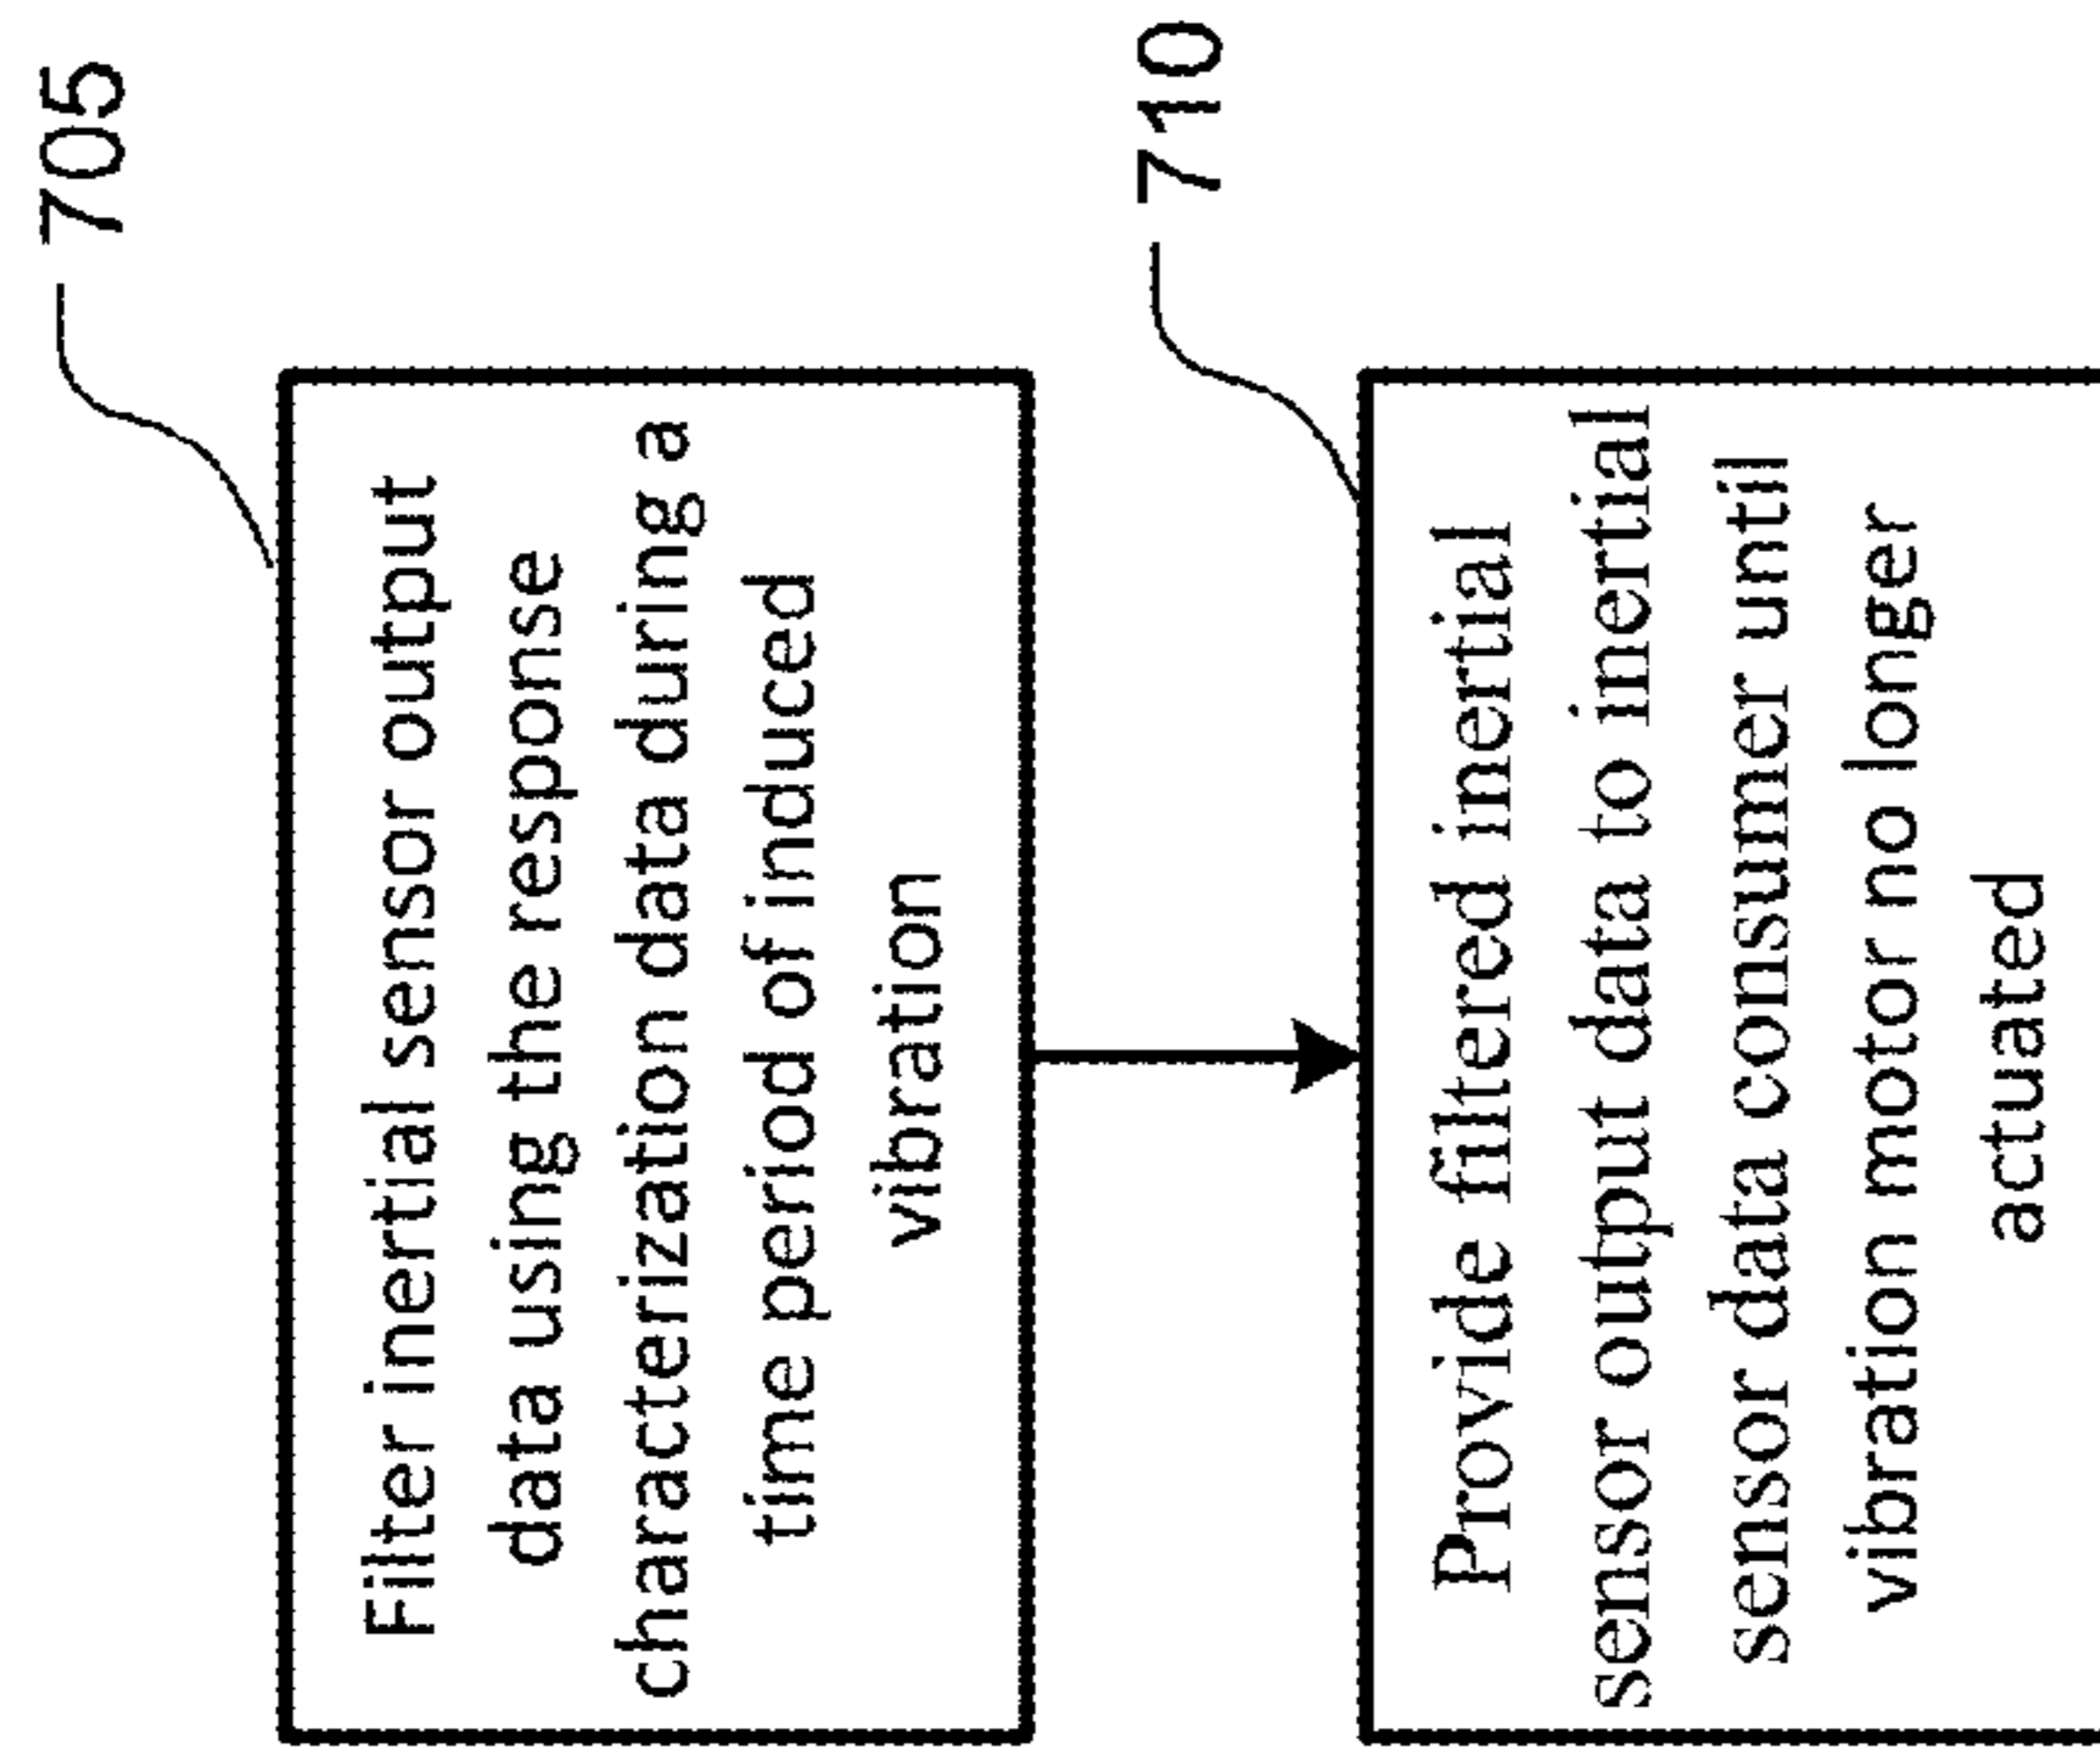 705
Filter inertial sensor output
data using the response
characterization data during a
time period of induced
vibration
710
Provide filtered inertial
sensor output data to inertial
sensor data consumer until
vibration motor no longer
actuated